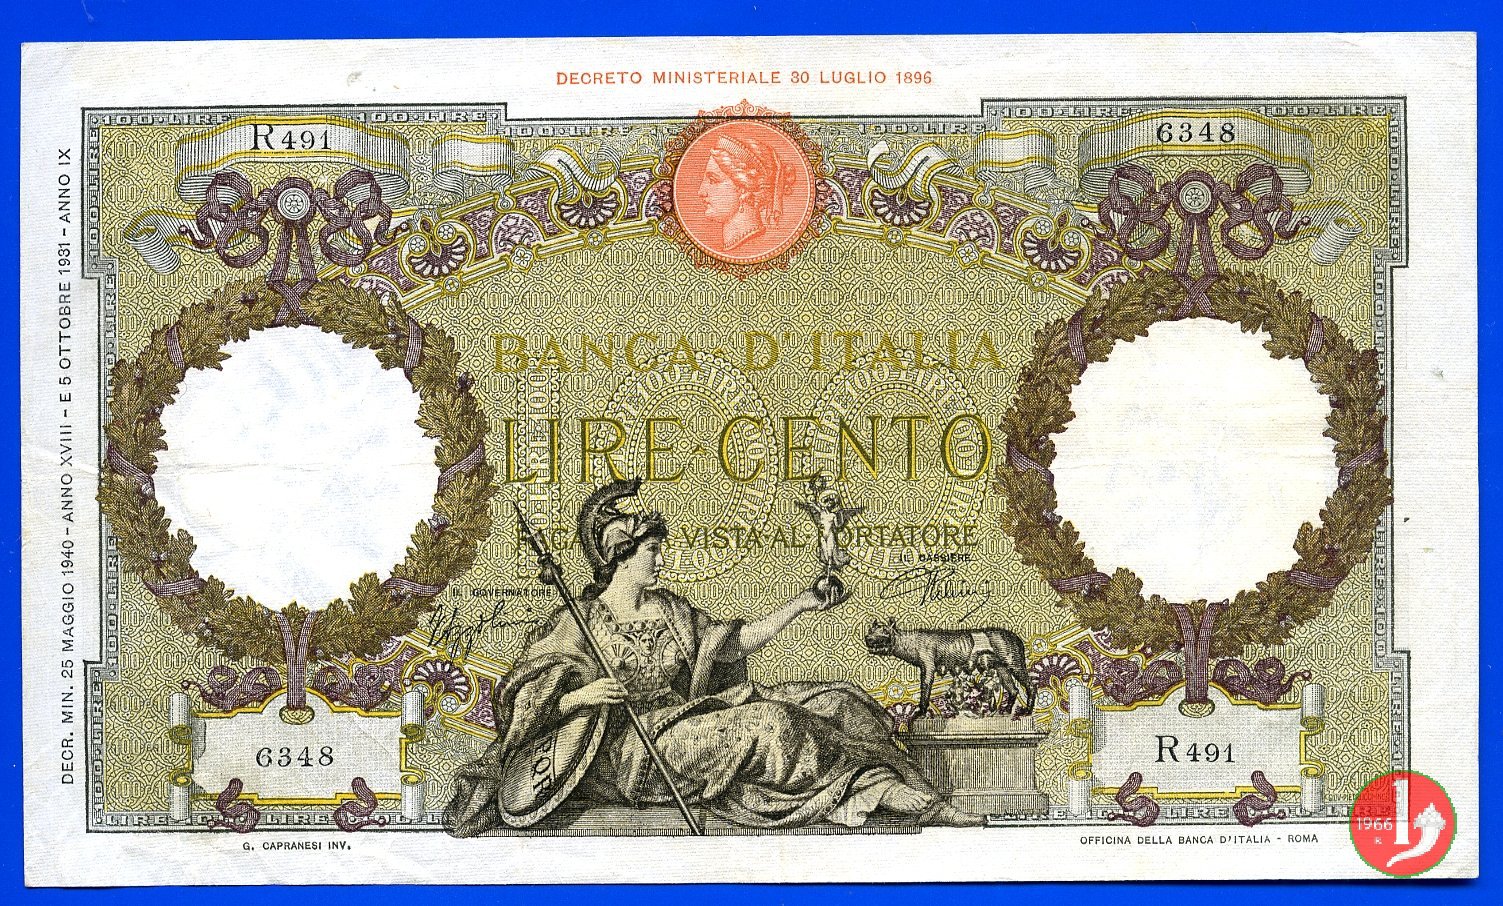 DECRETO MINISTERIALE 30 LUGLIO 1896
R491
6348
DECR. MIN. 25 MAGGIO 1940 - ANNO XVIII - E 5 OTTOBRE 1931 - ANNO IX
BANCA D'ITALIA
LIRE CENTO
VISTA AL PORTATORE
IL CASSIERE
IL GOVERNATORE
SPQR
6348
R491
G. CAPRANESI INV.
OFFICINA DELLA BANCA D'ITALIA - ROMA
1966